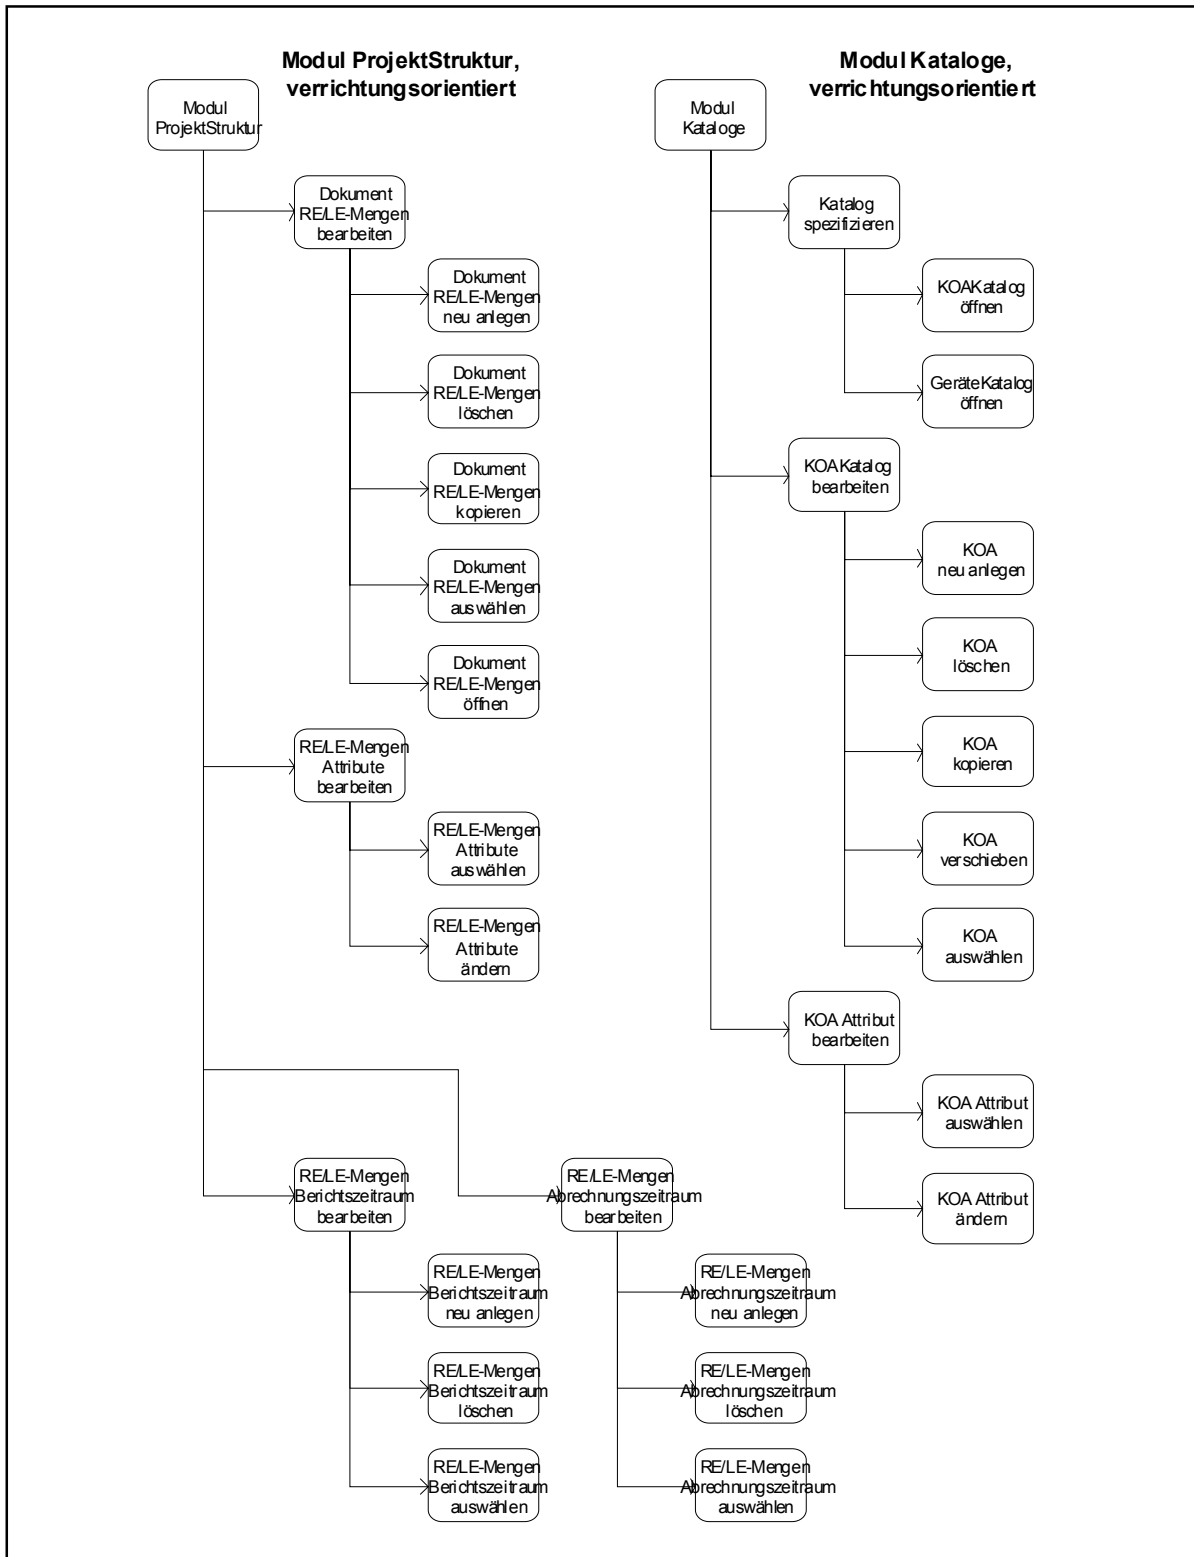 Modul ProjektStruktur,
verrichtungsorientiert
Modul
ProjektStruktur
Dokument
RE/LE-Mengen
bearbeiten
Dokument
RE/LE-Mengen
neu anlegen
Dokument
RE/LE-Mengen
löschen
Dokument
RE/LE-Mengen
kopieren
Dokument
RE/LE-Mengen
auswählen
Dokument
RE/LE-Mengen
öffnen
RE/LE-Mengen
Attribute
bearbeiten
RE/LE-Mengen
Attribute
auswählen
RE/LE-Mengen
Attribute
ändern
RE/LE-Mengen
Berichtszeitraum
bearbeiten
RE/LE-Mengen
Berichtszeitraum
neu anlegen
RE/LE-Mengen
Berichtszeitraum
löschen
RE/LE-Mengen
Berichtszeitraum
auswählen
RE/LE-Mengen
Abrechnungszeitraum
bearbeiten
RE/LE-Mengen
Abrechnungszeitraum
neu anlegen
RE/LE-Mengen
Abrechnungszeitraum
löschen
RE/LE-Mengen
Abrechnungszeitraum
auswählen
Modul Kataloge,
verrichtungsorientiert
Modul
Kataloge
Katalog
spezifizieren
KOAKatalog
öffnen
GeräteKatalog
öffnen
KOAKatalog
bearbeiten
KOA
neu anlegen
KOA
löschen
KOA
kopieren
KOA
verschieben
KOA
auswählen
KOA Attribut
bearbeiten
KOA Attribut
auswählen
KOA Attribut
ändern